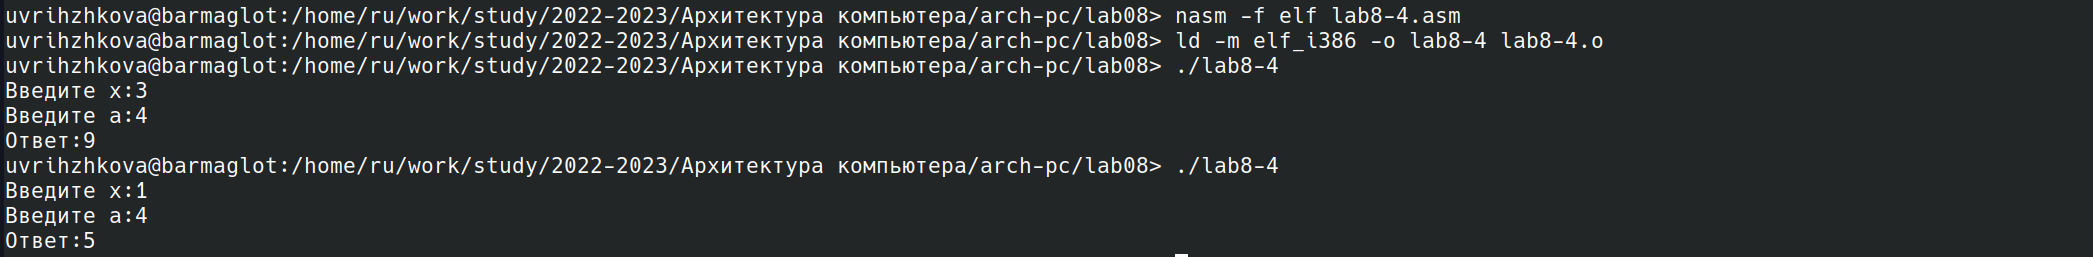 uvrihzhkova@barmaglot:/home/ru/work/study/2022-2023/Архитектура компьютера/arch-pc/lab08> nasm -f elf lab8-4.asm
uvrihzhkova@barmaglot:/home/ru/work/study/2022-2023/Архитектура компьютера/arch-pc/lab08> ld -m elf_i386 -o lab8-4 lab8-4.o
uvrihzhkova@barmaglot:/home/ru/work/study/2022-2023/Архитектура компьютера/arch-pc/lab08> ./lab8-4
Введите x:3
Введите a:4
Ответ:9
uvrihzhkova@barmaglot:/home/ru/work/study/2022-2023/Архитектура компьютера/arch-pc/lab08> ./lab8-4
Введите x:1
Введите a:4
Ответ:5